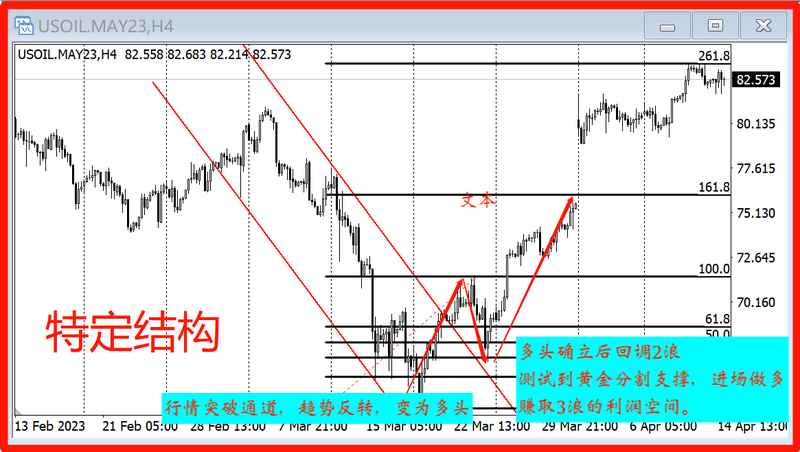 USOIL.MAY23,H4
USOIL.MAY23,H4 82.558 82.683 82.214 82.573
261.8
82.573
80.135
77.615
161.8
文本
75.130
72.645
100.0
70.160
61.8
50.0
特定结构
多头确立后回调2浪
测试到黄金分割支撑，进场做多
赚取3浪的利润空间。
行情突破通道，趋势反转，变为多头
13 Feb 2023 21 Feb 21:00 28 Feb 13:00 7 Mar 21:00 15 Mar 05:00 22 Mar 13:00 29 Mar 21:00 6 Apr 05:00 14 Apr 13:00